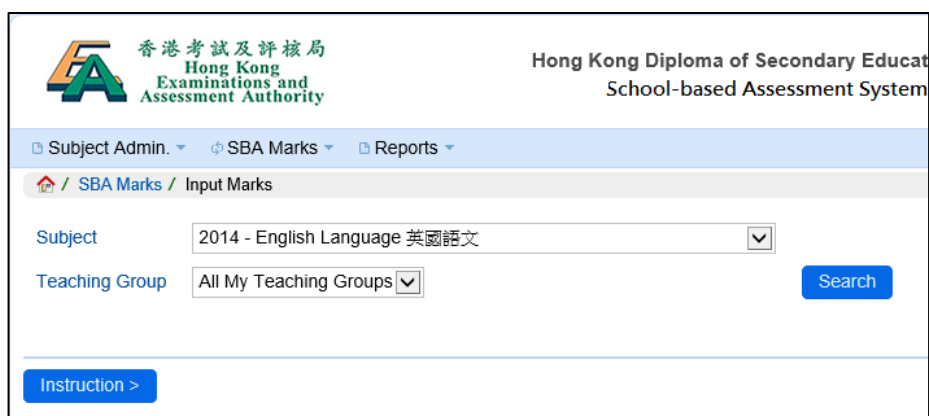 香港考試及評核局
Hong Kong
Examinations and
Assessment Authority
Hong Kong Diploma of Secondary Educat
School-based Assessment System
Subject Admin. SBA Marks Reports
/ SBA Marks / Input Marks
Subject 2014 - English Language 英國語文
Teaching Group All My Teaching Groups Search
Instruction >